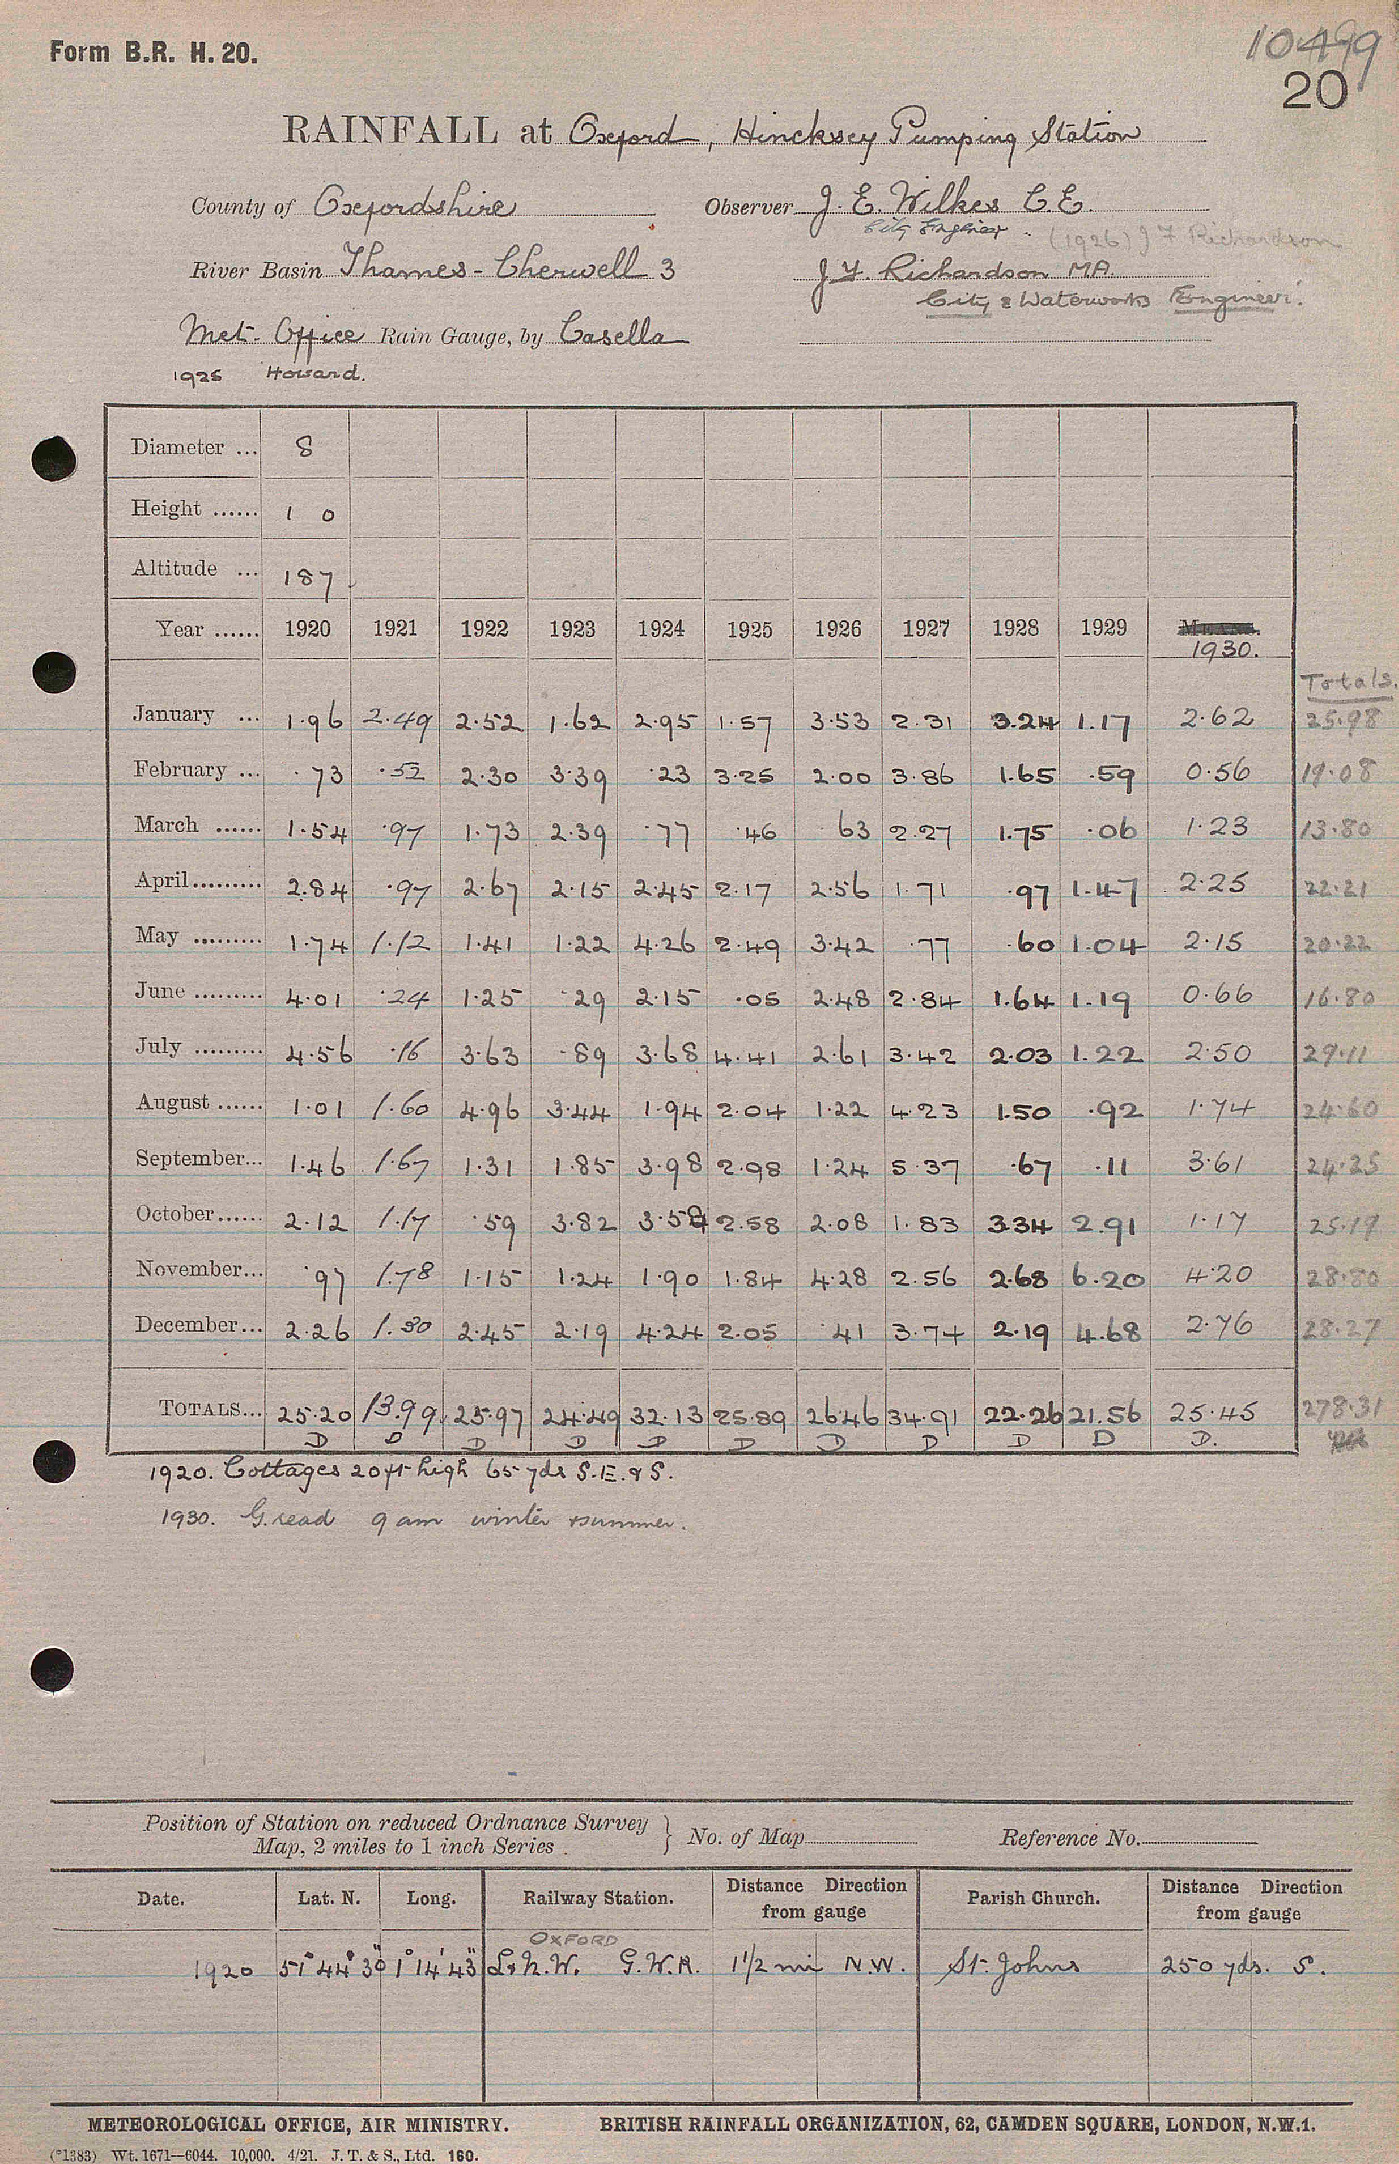 Form B.R. H. 20.
10499
20
RAINFALL at Oxford, Hincksey Pumping Station
County of Oxfordshire Observer J. E. Wilkes C.E.
City Engineer. (1926) J F Richardson
River Basin Thames - Cherwell 3 J F. Richardson MA.
City & Waterworks Engineer.
Met. Office Rain Gauge, by Casella
1925 Howard.
Diameter ... 8
Height ...... 1 0
Altitude ... 187
Year ...... 1920 1921 1922 1923 1924 1925 1926 1927 1928 1929 1930.
Totals.
January ... 1.96 2.49 2.52 1.62 2.95 1.57 3.53 2.31 3.24 1.17 2.62 25.98
February ... .73 .52 2.30 3.39 .23 3.25 2.00 3.86 1.65 .59 0.56 19.08
March ...... 1.54 .97 1.73 2.39 .77 .46 63 2.27 1.75 .06 1.23 13.80
April......... 2.84 .97 2.67 2.15 2.45 2.17 2.56 1.71 .97 1.47 2.25 22.21
May ......... 1.74 1.12 1.41 1.22 4.26 2.49 3.42 .77 .60 1.04 2.15 20.22
June ......... 4.01 .24 1.25 .29 2.15 .05 2.48 2.84 1.64 1.19 0.66 16.80
July ......... 4.56 .16 3.63 .89 3.68 4.41 2.61 3.42 2.03 1.22 2.50 29.11
August ...... 1.01 1.60 4.96 3.44 1.94 2.04 1.22 4.23 1.50 .92 1.74 24.60
September... 1.46 1.67 1.31 1.85 3.98 2.98 1.24 5.37 .67 .11 3.61 24.25
October...... 2.12 1.17 .59 3.82 3.58 2.58 2.08 1.83 3.34 2.91 1.17 25.19
November... .97 1.78 1.15 1.24 1.90 1.84 4.28 2.56 2.68 6.20 4.20 28.80
December... 2.26 1.30 2.45 2.19 4.24 2.05 .41 3.74 2.19 4.68 2.76 28.27
TOTALS... 25.20 13.99 25.97 24.49 32.13 25.89 26.46 34.91 22.26 21.56 25.45 278.31
D D D D D D D D D D D.
1920. Cottages 20ft high 65 yds S.E. & S.
1930. G. read 9 am winter & summer.
Position of Station on reduced Ordnance Survey Map, 2 miles to 1 inch Series . } No. of Map............ Reference No.............
Date. Lat. N. Long. Railway Station. Distance Direction from gauge Parish Church. Distance Direction from gauge
OXFORD
1920 51° 44' 30" 1° 14' 43" L & N.W. G.W.R. 1 1/2 mi N.W. St. Johns 250 yds. S.
METEOROLOGICAL OFFICE, AIR MINISTRY. BRITISH RAINFALL ORGANIZATION, 62, CAMDEN SQUARE, LONDON, N.W.1.
(*1383) Wt. 1671—6044. 10,000. 4/21. J. T. & S., Ltd. 160.